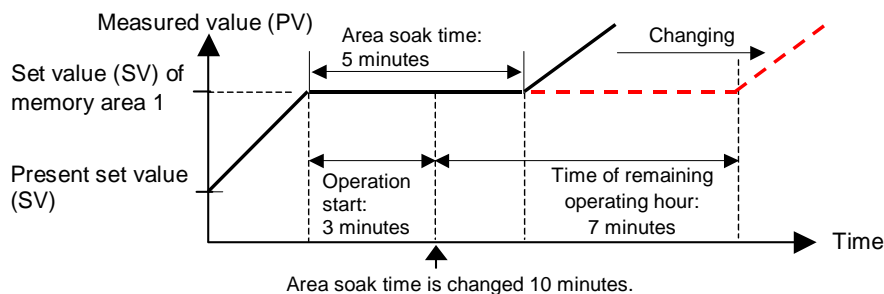 Measured value (PV)
Area soak time:
5 minutes
Changing
Set value (SV) of
memory area 1
Present set value
(SV)
Operation
start:
3 minutes
Time of remaining
operating hour:
7 minutes
Time
Area soak time is changed 10 minutes.